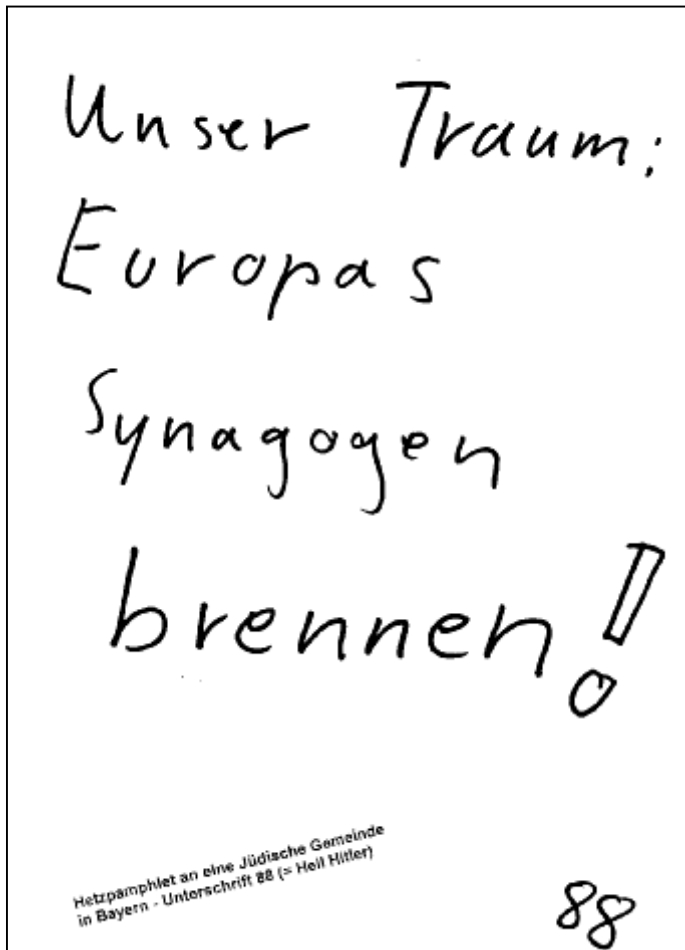 Unser Traum:
Europas
Synagogen
brennen!
Hetzpamphlet an eine Jüdische Gemeinde
in Bayern - Unterschrift 88 (= Heil Hitler)
88